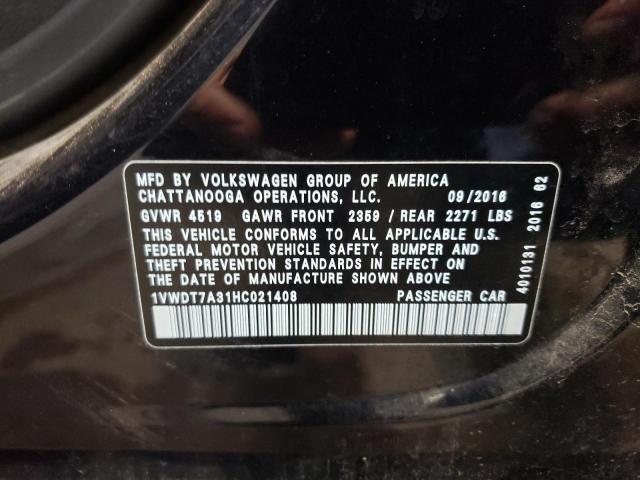 MFD BY VOLKSWAGEN GROUP OF AMERICA
CHATTANOOGA OPERATIONS, LLC. 09/2016
GVWR 4519 GAWR FRONT 2359 / REAR 2271 LBS
THIS VEHICLE CONFORMS TO ALL APPLICABLE U.S.
FEDERAL MOTOR VEHICLE SAFETY, BUMPER AND
THEFT PREVENTION STANDARDS IN EFFECT ON
THE DATE OF MANUFACTURE SHOWN ABOVE
1VWDT7A31HC021408 PASSENGER CAR
4010131 2016 62